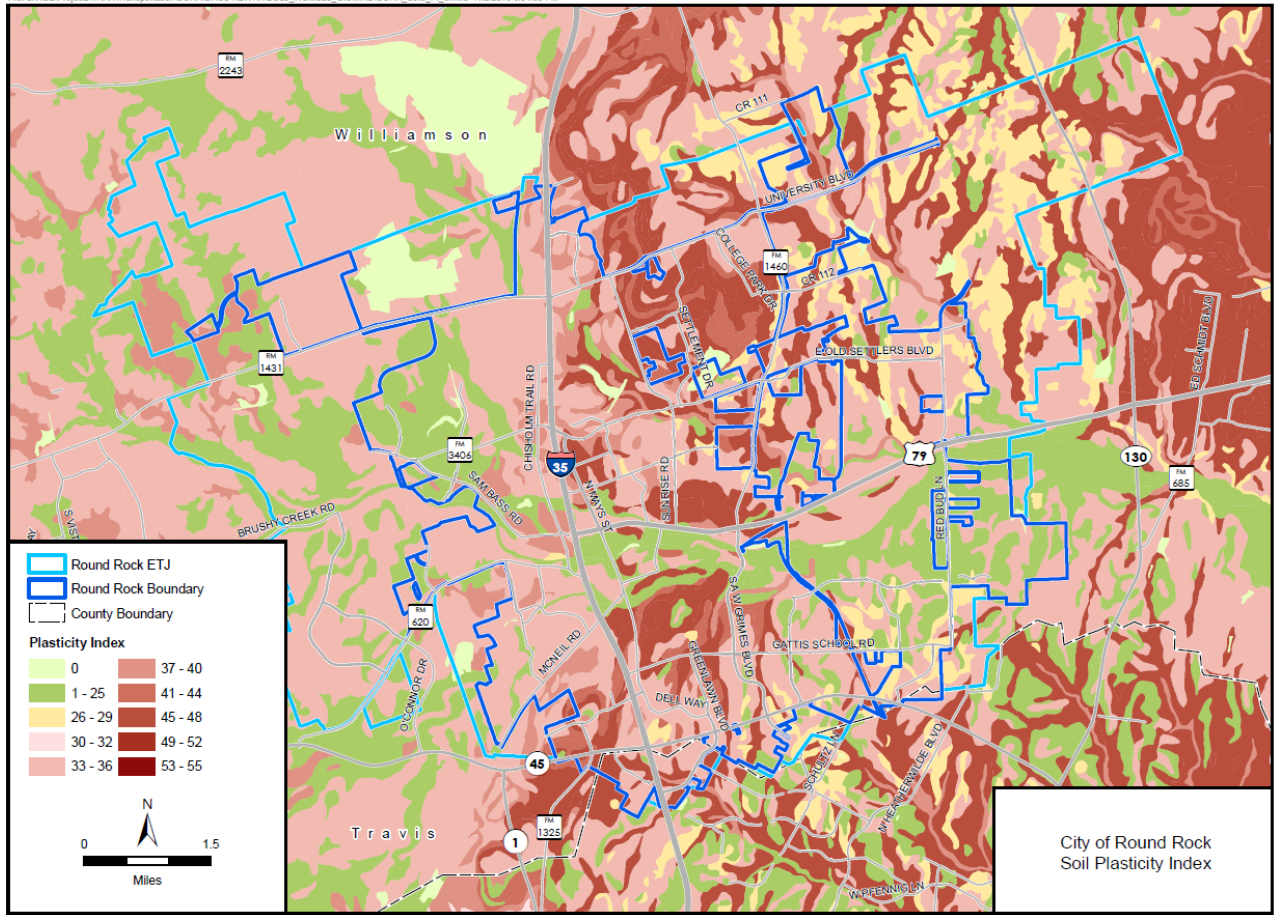 RM
2243
Williamson
CR 111
UNIVERSITY BLVD
COLLEGE PARK DR
FM
1460
CR 112
SETTLEMENT DR
E OLD SETTLERS BLVD
ED SCHMIDT BLVD
RM
1431
CHISHOLM TRAIL RD
FM
3406
35
SAM BASS RD
N MAYS ST
SUNRISE RD
79
RED BUD LN
130
FM
685
BRUSHY CREEK RD
RM
620
O'CONNOR DR
MCNEIL RD
GREENLAWN BLVD
S A W GRIMES BLVD
GATTIS SCHOOL RD
DELL WAY
SCHULTZ LN
N HEATHERWILDE BLVD
45
Travis
FM
1325
1
W PFENNIG LN
Round Rock ETJ
Round Rock Boundary
County Boundary
Plasticity Index
0
1 - 25
26 - 29
30 - 32
33 - 36
37 - 40
41 - 44
45 - 48
49 - 52
53 - 55
N
0 1.5
Miles
City of Round Rock
Soil Plasticity Index